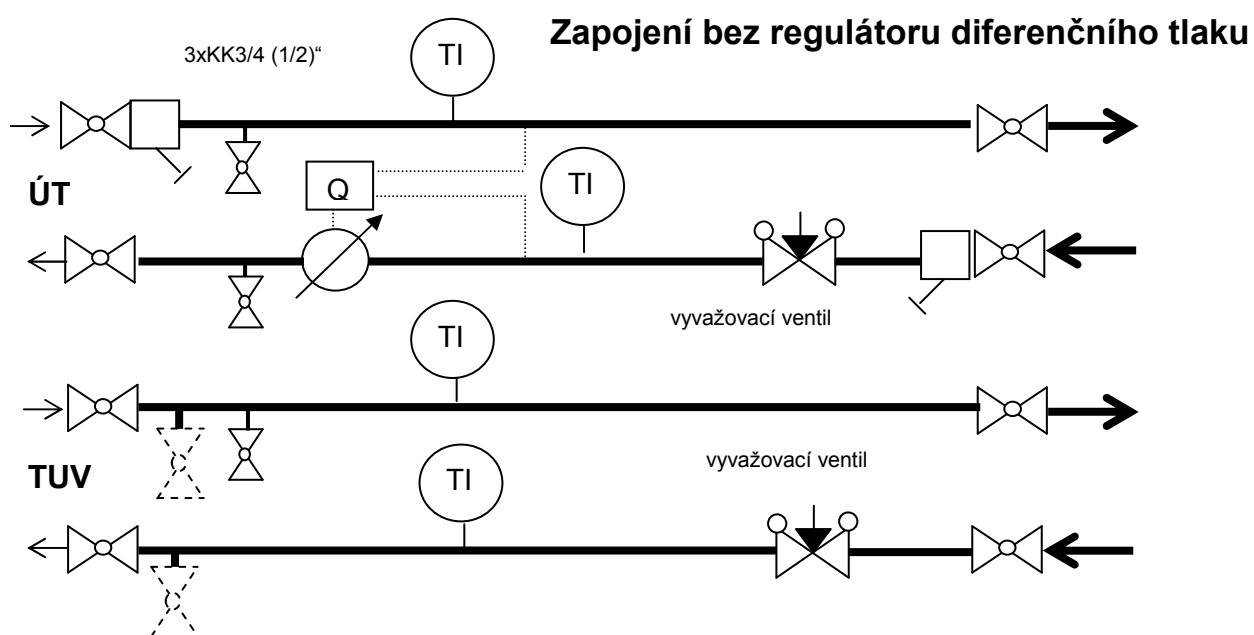 Zapojení bez regulátoru diferenčního tlaku
3xKK3/4 (1/2)“
TI
ÚT
Q
TI
vyvažovací ventil
TI
TUV
vyvažovací ventil
TI